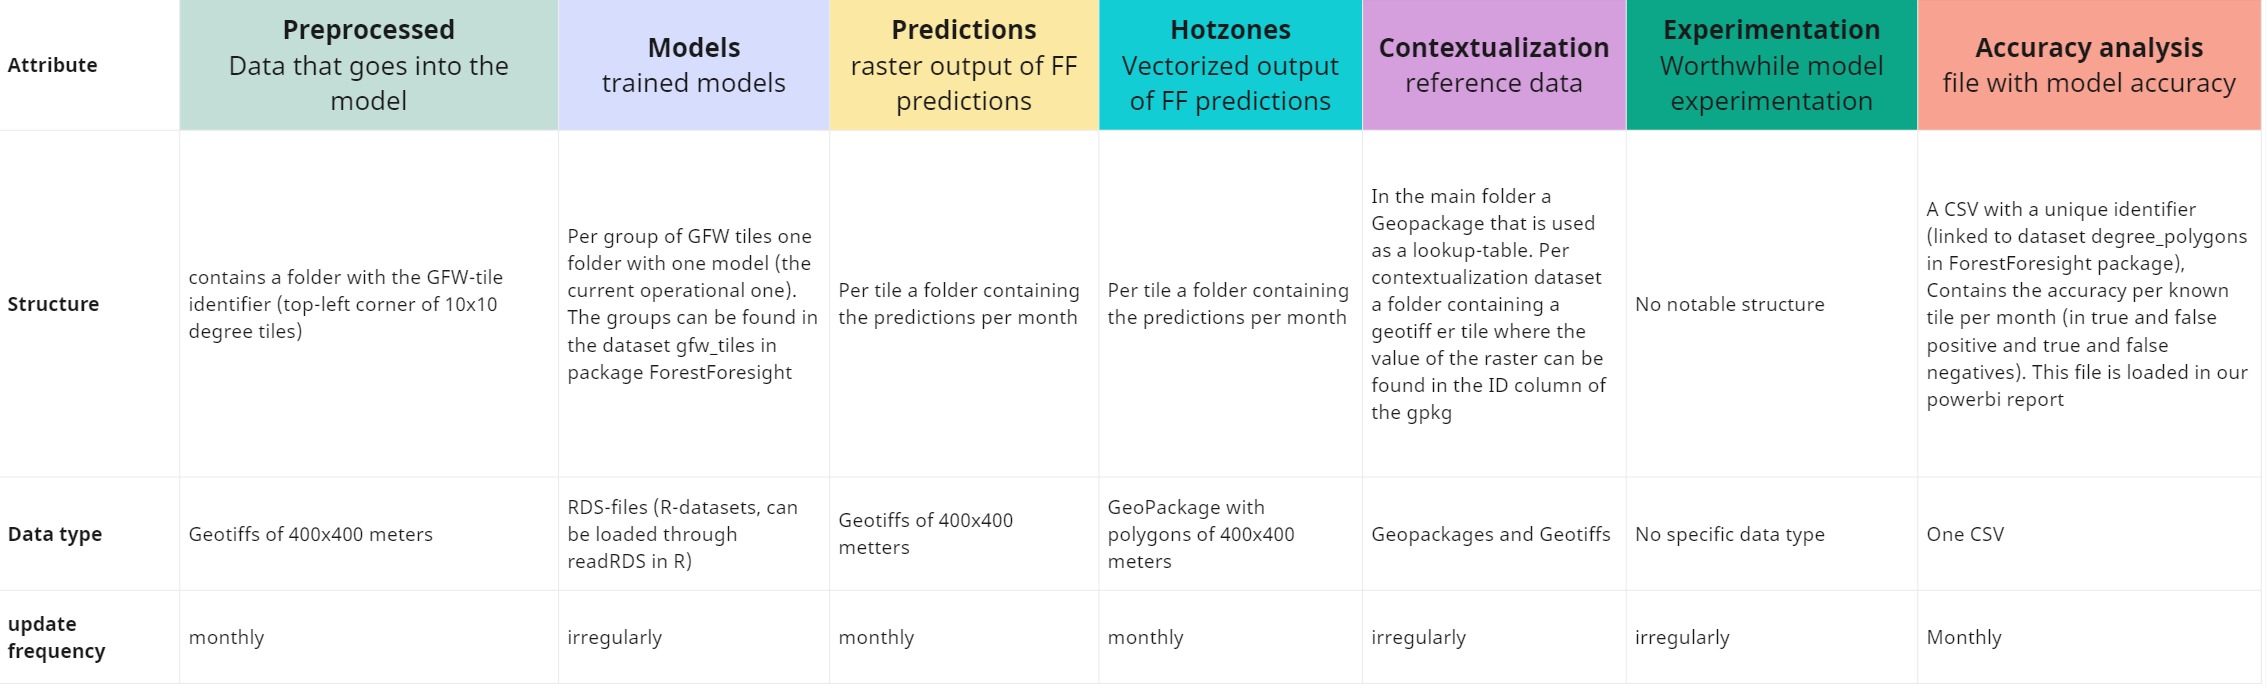 Attribute
Preprocessed
Data that goes into the
model
Models
trained models
Predictions
raster output of FF
predictions
Hotzones
Vectorized output
of FF predictions
Contextualization
reference data
Experimentation
Worthwhile model
experimentation
Accuracy analysis
file with model accuracy
Structure
contains a folder with the GFW-tile
identifier (top-left corner of 10x10
degree tiles)
Per group of GFW tiles one
folder with one model (the
current operational one).
The groups can be found in
the dataset gfw_tiles in
package ForestForesight
Per tile a folder containing
the predictions per month
Per tile a folder containing
the predictions per month
In the main folder a
Geopackage that is used
as a lookup-table. Per
contextualization dataset
a folder containing a
geotiff er tile where the
value of the raster can be
found in the ID column of
the gpkg
No notable structure
A CSV with a unique identifier
(linked to dataset degree_polygons
in ForestForesight package),
Contains the accuracy per known
tile per month (in true and false
positive and true and false
negatives). This file is loaded in our
powerbi report
Data type
Geotiffs of 400x400 meters
RDS-files (R-datasets, can
be loaded through
readRDS in R)
Geotiffs of 400x400
metters
GeoPackage with
polygons of 400x400
meters
Geopackages and Geotiffs
No specific data type
One CSV
update
frequency
monthly
irregularly
monthly
monthly
irregularly
irregularly
Monthly